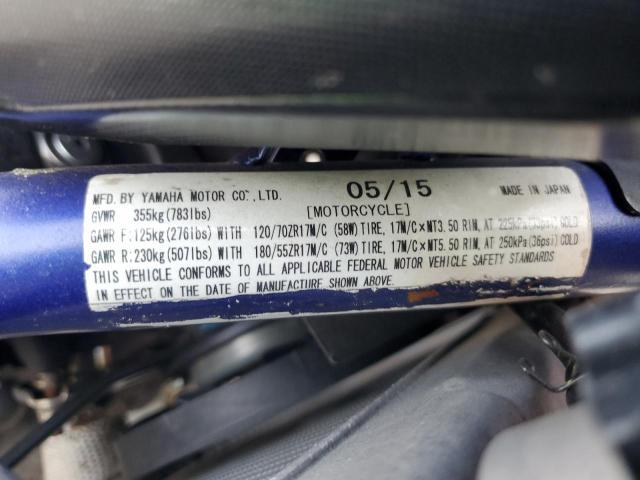 MFD. BY YAMAHA MOTOR CO., LTD. 05/15 MADE IN JAPAN
GVWR 355kg(783lbs) [MOTORCYCLE]
GAWR F:125kg(276lbs) WITH 120/70ZR17M/C (58W) TIRE, 17M/C×MT3.50 RIM, AT 225kPa COLD
GAWR R:230kg(507lbs) WITH 180/55ZR17M/C (73W) TIRE, 17M/C×MT5.50 RIM, AT 250kPa(36psi) COLD
THIS VEHICLE CONFORMS TO ALL APPLICABLE FEDERAL MOTOR VEHICLE SAFETY STANDARDS
IN EFFECT ON THE DATE OF MANUFACTURE SHOWN ABOVE.